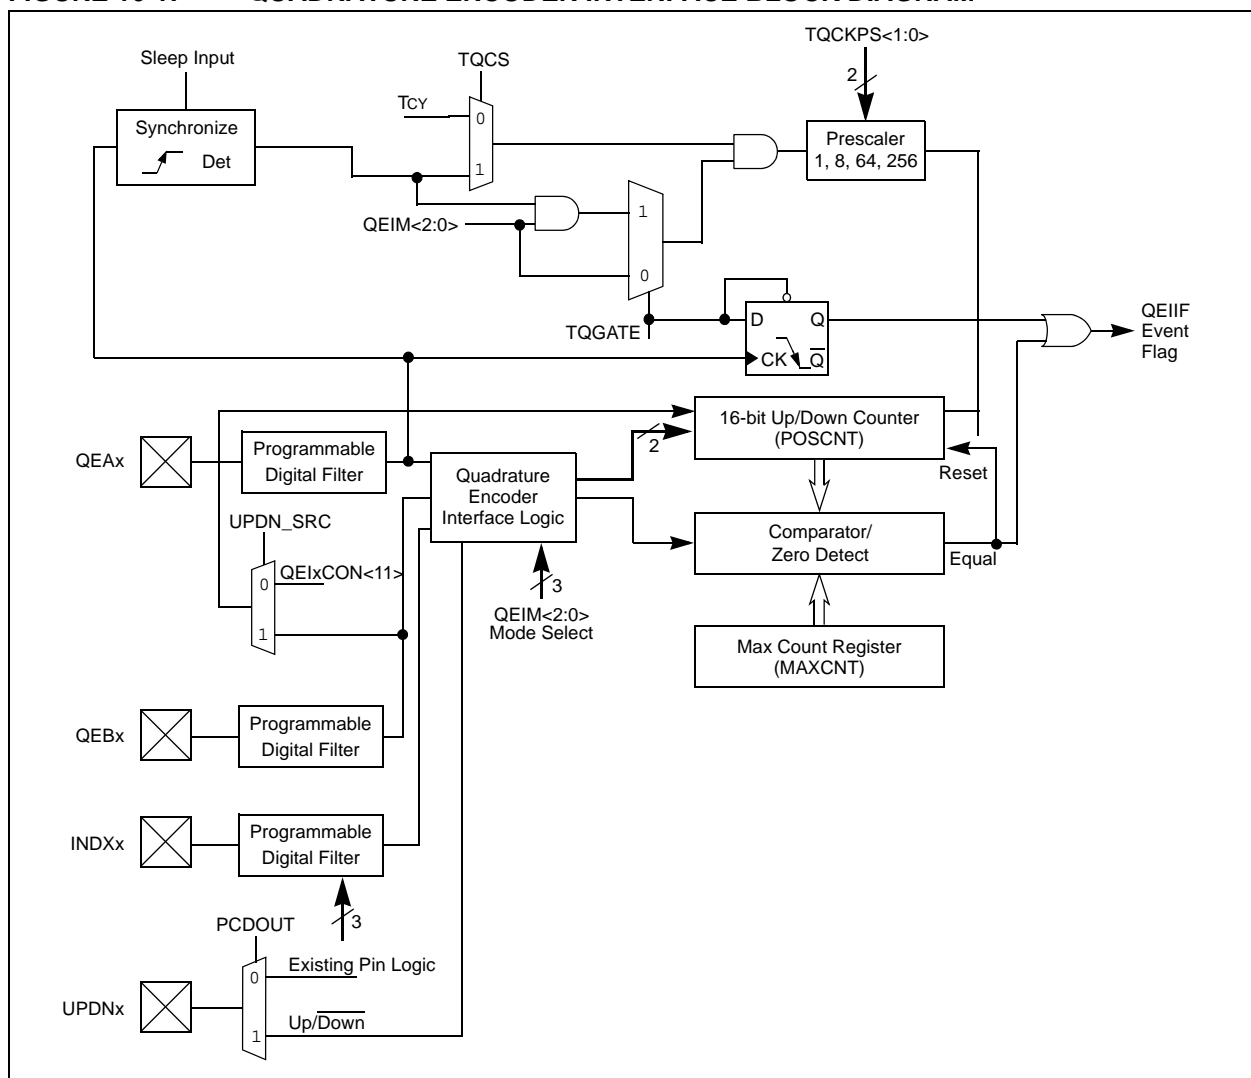 TQCKPS<1:0>
Sleep Input
TQCS
2
TCY
0
Synchronize
Det
Prescaler
1, 8, 64, 256
1
QEIM<2:0>
1
0
D
Q
QEIIF
Event
Flag
TQGATE
CK
Q
16-bit Up/Down Counter
(POSCNT)
QEAx
Programmable
Digital Filter
2
Quadrature
Encoder
Interface Logic
Reset
UPDN_SRC
Comparator/
Zero Detect
Equal
0
QEIxCON<11>
3
QEIM<2:0>
Mode Select
1
Max Count Register
(MAXCNT)
QEBx
Programmable
Digital Filter
INDXx
Programmable
Digital Filter
3
PCDOUT
0
Existing Pin Logic
UPDNx
Up/Down
1